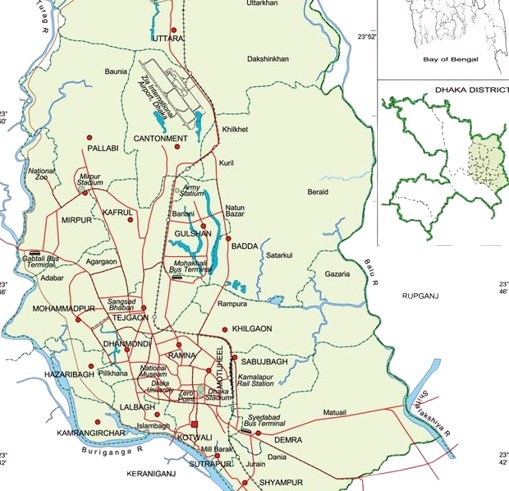 Uttarkhan
Turag R
UTTARA
23°52'
Bay of Bengal
Dakshinkhan
Baunia
Zia International
Airport, Dhaka
DHAKA DISTRICT
23°
50'
Khilkhet
CANTONMENT
PALLABI
Kuril
National
Zoo
Mirpur
Stadium
Army
Statium
Beraid
Banani
Natun
Bazar
MIRPUR
KAFRUL
GULSHAN
BADDA
Satarkul
Gabtali Bus
Terminal
Agargaon
Mohakhali
Bus Terminal
Balu R
Gazaria
Adabar
23°
46'
23°
46'
RUPGANJ
Sangsad
Bhaban
Rampura
MOHAMMADPUR
TEJGAON
KHILGAON
DHANMONDI
RAMNA
MOTIJHEEL
SABUJBAGH
HAZARIBAGH
Pilkhana
National
Museum
Kamalapur
Rail Station
Dhaka
University
Zero
Point
Dhaka
Stadium
LALBAGH
Syedabad
Bus Terminal
Matuail
KAMRANGIRCHAR
Islambagh
KOTWALI
DEMRA
Buriganga R
Mill Barak
Dania
23°
42'
23°
42'
KERANIGANJ
SUTRAPUR
Jurain
SHYAMPUR